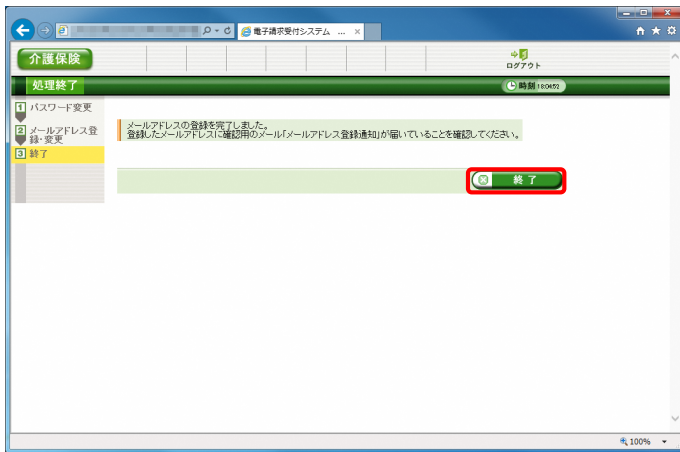 電子請求受付システム ...
介護保険
ログアウト
処理終了
時刻 18:04:52
1 パスワード変更
2 メールアドレス登
録・変更
3 終了
メールアドレスの登録を完了しました。
登録したメールアドレスに確認用のメール「メールアドレス登録通知」が届いていることを確認してください。
終了
100%